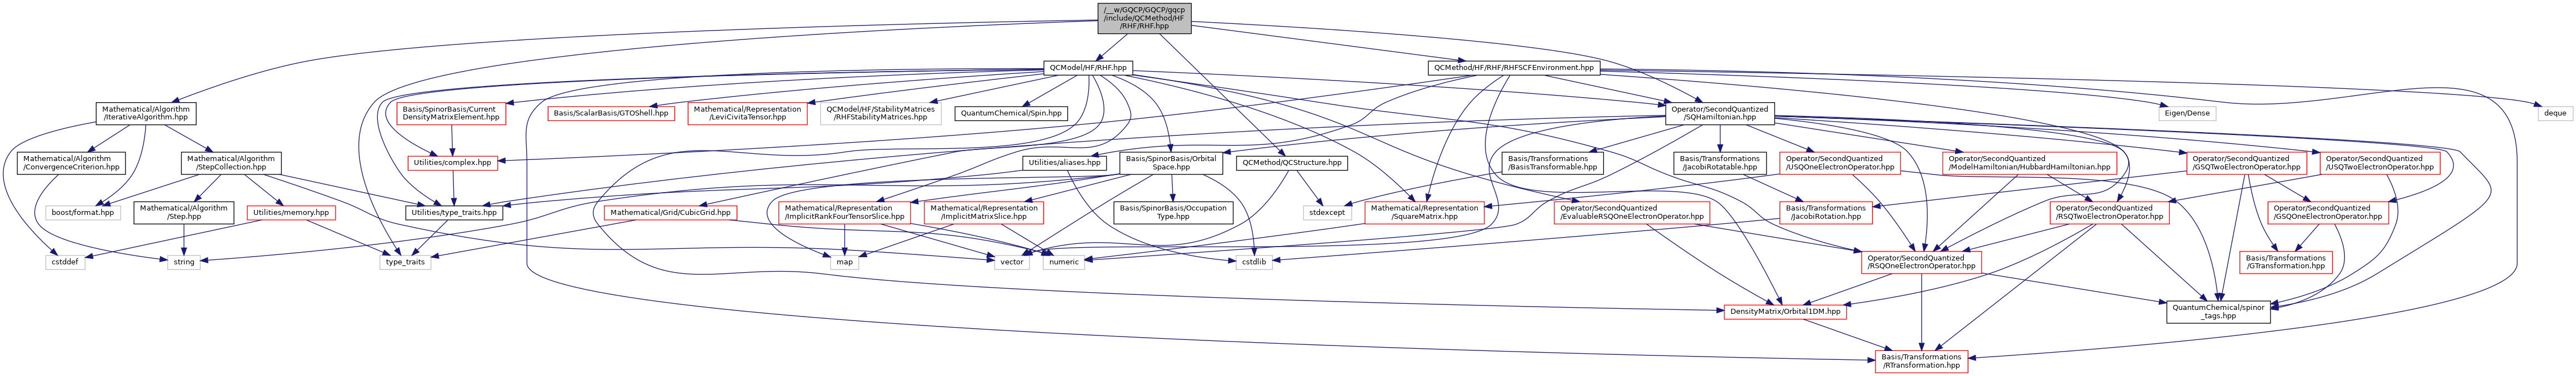 /__w/GQCP/GQCP/gqcp
/include/QCMethod/HF
/RHF/RHF.hpp
QCModel/HF/RHF.hpp
QCMethod/HF/RHF/RHFSCFEnvironment.hpp
Mathematical/Algorithm
/IterativeAlgorithm.hpp
Basis/SpinorBasis/Current
DensityMatrixElement.hpp
Basis/ScalarBasis/GTOShell.hpp
Mathematical/Representation
/LeviCivitaTensor.hpp
QCModel/HF/StabilityMatrices
/RHFStabilityMatrices.hpp
QuantumChemical/Spin.hpp
Operator/SecondQuantized
/SQHamiltonian.hpp
Eigen/Dense
deque
Mathematical/Algorithm
/ConvergenceCriterion.hpp
Mathematical/Algorithm
/StepCollection.hpp
Utilities/complex.hpp
Utilities/aliases.hpp
Basis/SpinorBasis/Orbital
Space.hpp
QCMethod/QCStructure.hpp
Basis/Transformations
/BasisTransformable.hpp
Basis/Transformations
/JacobiRotatable.hpp
Operator/SecondQuantized
/USQOneElectronOperator.hpp
Operator/SecondQuantized
/ModelHamiltonian/HubbardHamiltonian.hpp
Operator/SecondQuantized
/GSQTwoElectronOperator.hpp
Operator/SecondQuantized
/USQTwoElectronOperator.hpp
boost/format.hpp
Mathematical/Algorithm
/Step.hpp
Utilities/memory.hpp
Utilities/type_traits.hpp
Mathematical/Grid/CubicGrid.hpp
Mathematical/Representation
/ImplicitRankFourTensorSlice.hpp
Mathematical/Representation
/ImplicitMatrixSlice.hpp
Basis/SpinorBasis/Occupation
Type.hpp
stdexcept
Mathematical/Representation
/SquareMatrix.hpp
Operator/SecondQuantized
/EvaluableRSQOneElectronOperator.hpp
Basis/Transformations
/JacobiRotation.hpp
Operator/SecondQuantized
/RSQTwoElectronOperator.hpp
Operator/SecondQuantized
/GSQOneElectronOperator.hpp
cstddef
string
type_traits
map
vector
numeric
cstdlib
Operator/SecondQuantized
/RSQOneElectronOperator.hpp
Basis/Transformations
/GTransformation.hpp
DensityMatrix/Orbital1DM.hpp
QuantumChemical/spinor
_tags.hpp
Basis/Transformations
/RTransformation.hpp